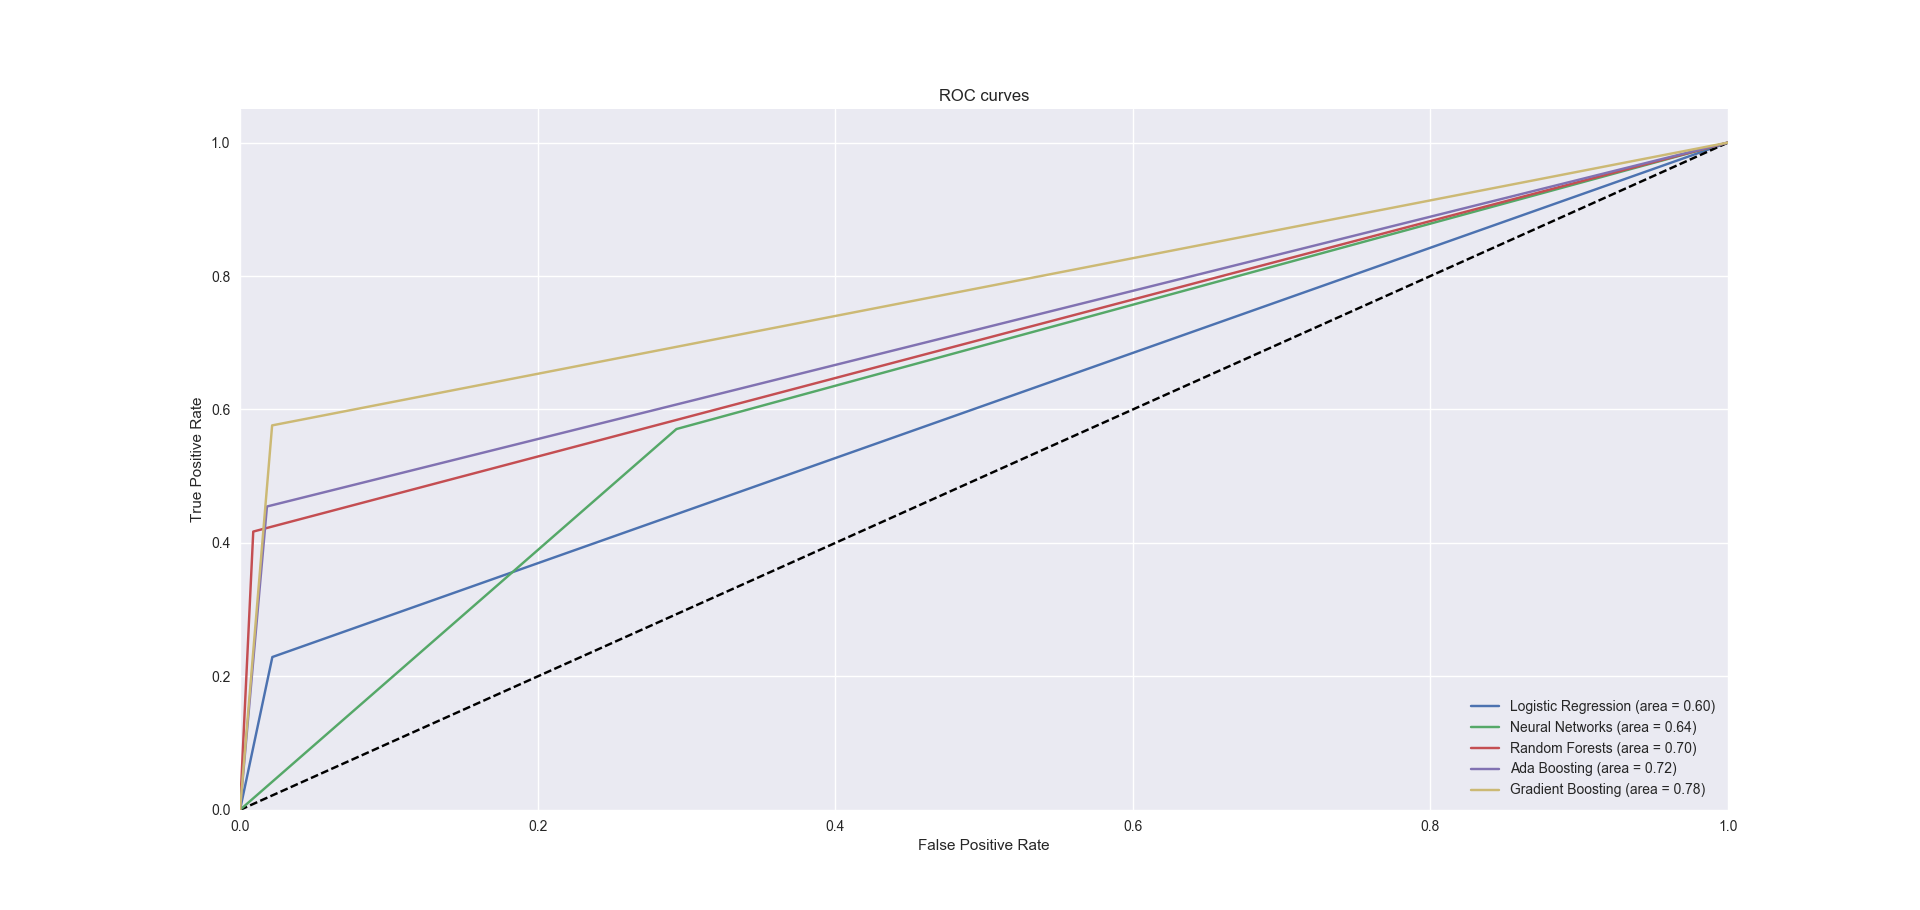 ROC curves
1.0
0.8
0.6
0.4
0.2
0.0
True Positive Rate
0.0 0.2 0.4 0.6 0.8 1.0
False Positive Rate
Logistic Regression (area = 0.60)
Neural Networks (area = 0.64)
Random Forests (area = 0.70)
Ada Boosting (area = 0.72)
Gradient Boosting (area = 0.78)